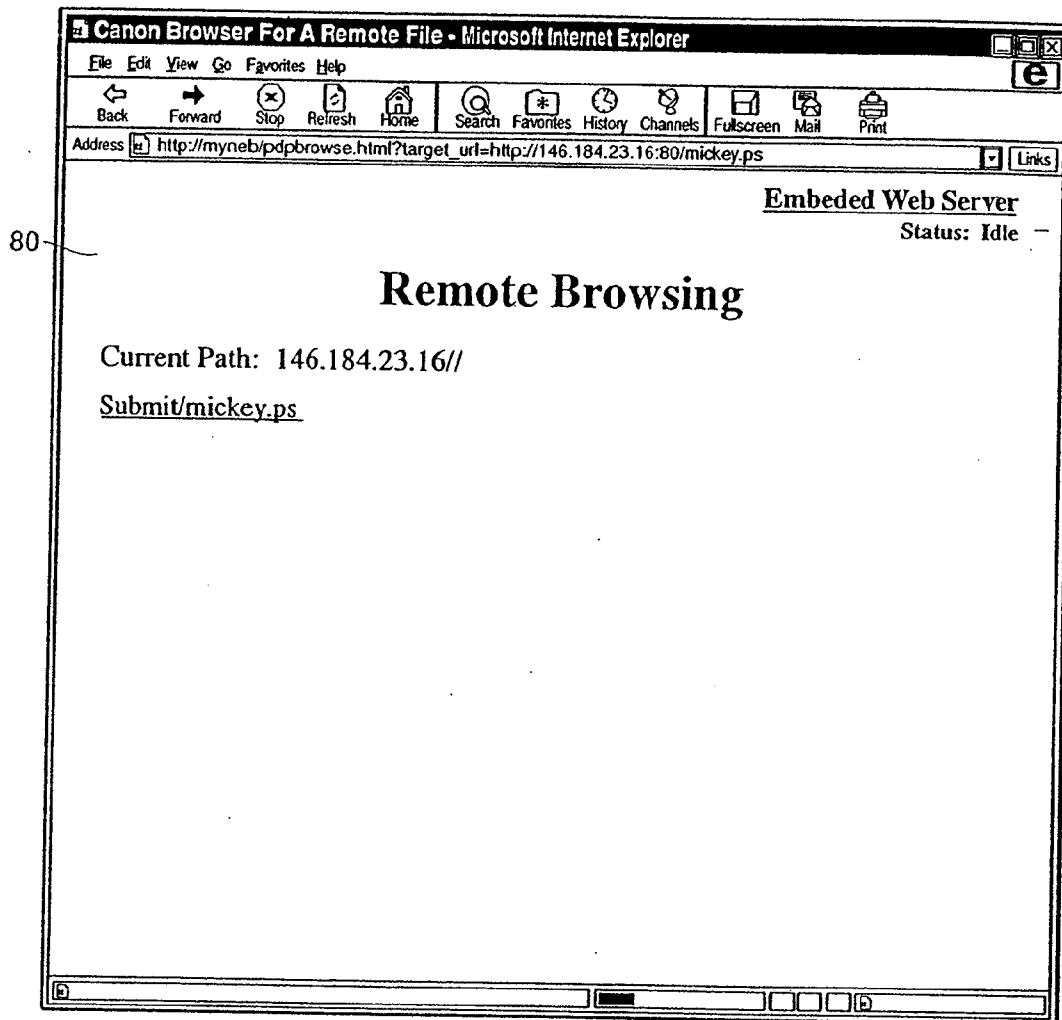 Canon Browser For A Remote File - Microsoft Internet Explorer
File Edit View Go Favorites Help
e
Back Forward Stop Refresh Home Search Favorites History Channels Fullscreen Mail Print
Address http://myneb/pdpbrowse.html?target_url=http://146.184.23.16:80/mickey.ps Links
Embeded Web Server
Status: Idle
80
Remote Browsing
Current Path: 146.184.23.16//
Submit/mickey.ps